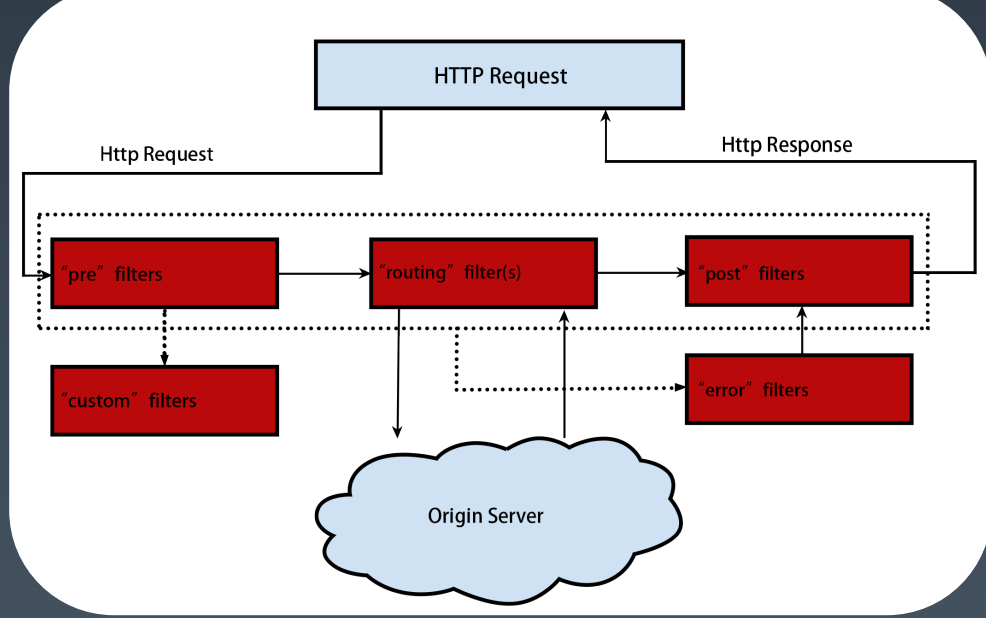 HTTP Request
Http Request
Http Response
“pre” filters
“routing” filter(s)
“post” filters
“custom” filters
“error” filters
Origin Server